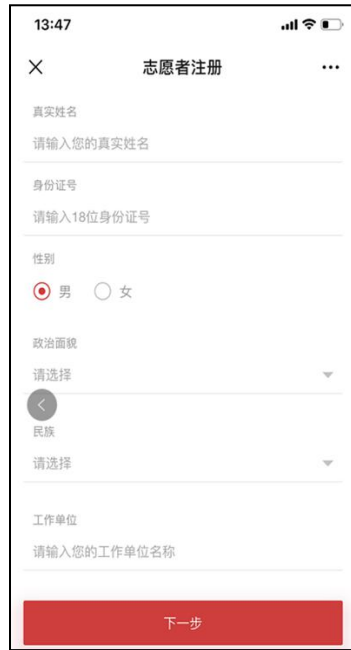 13:47
志愿者注册
真实姓名
请输入您的真实姓名
身份证号
请输入18位身份证号
性别
男 女
政治面貌
请选择
民族
请选择
工作单位
请输入您的工作单位名称
下一步